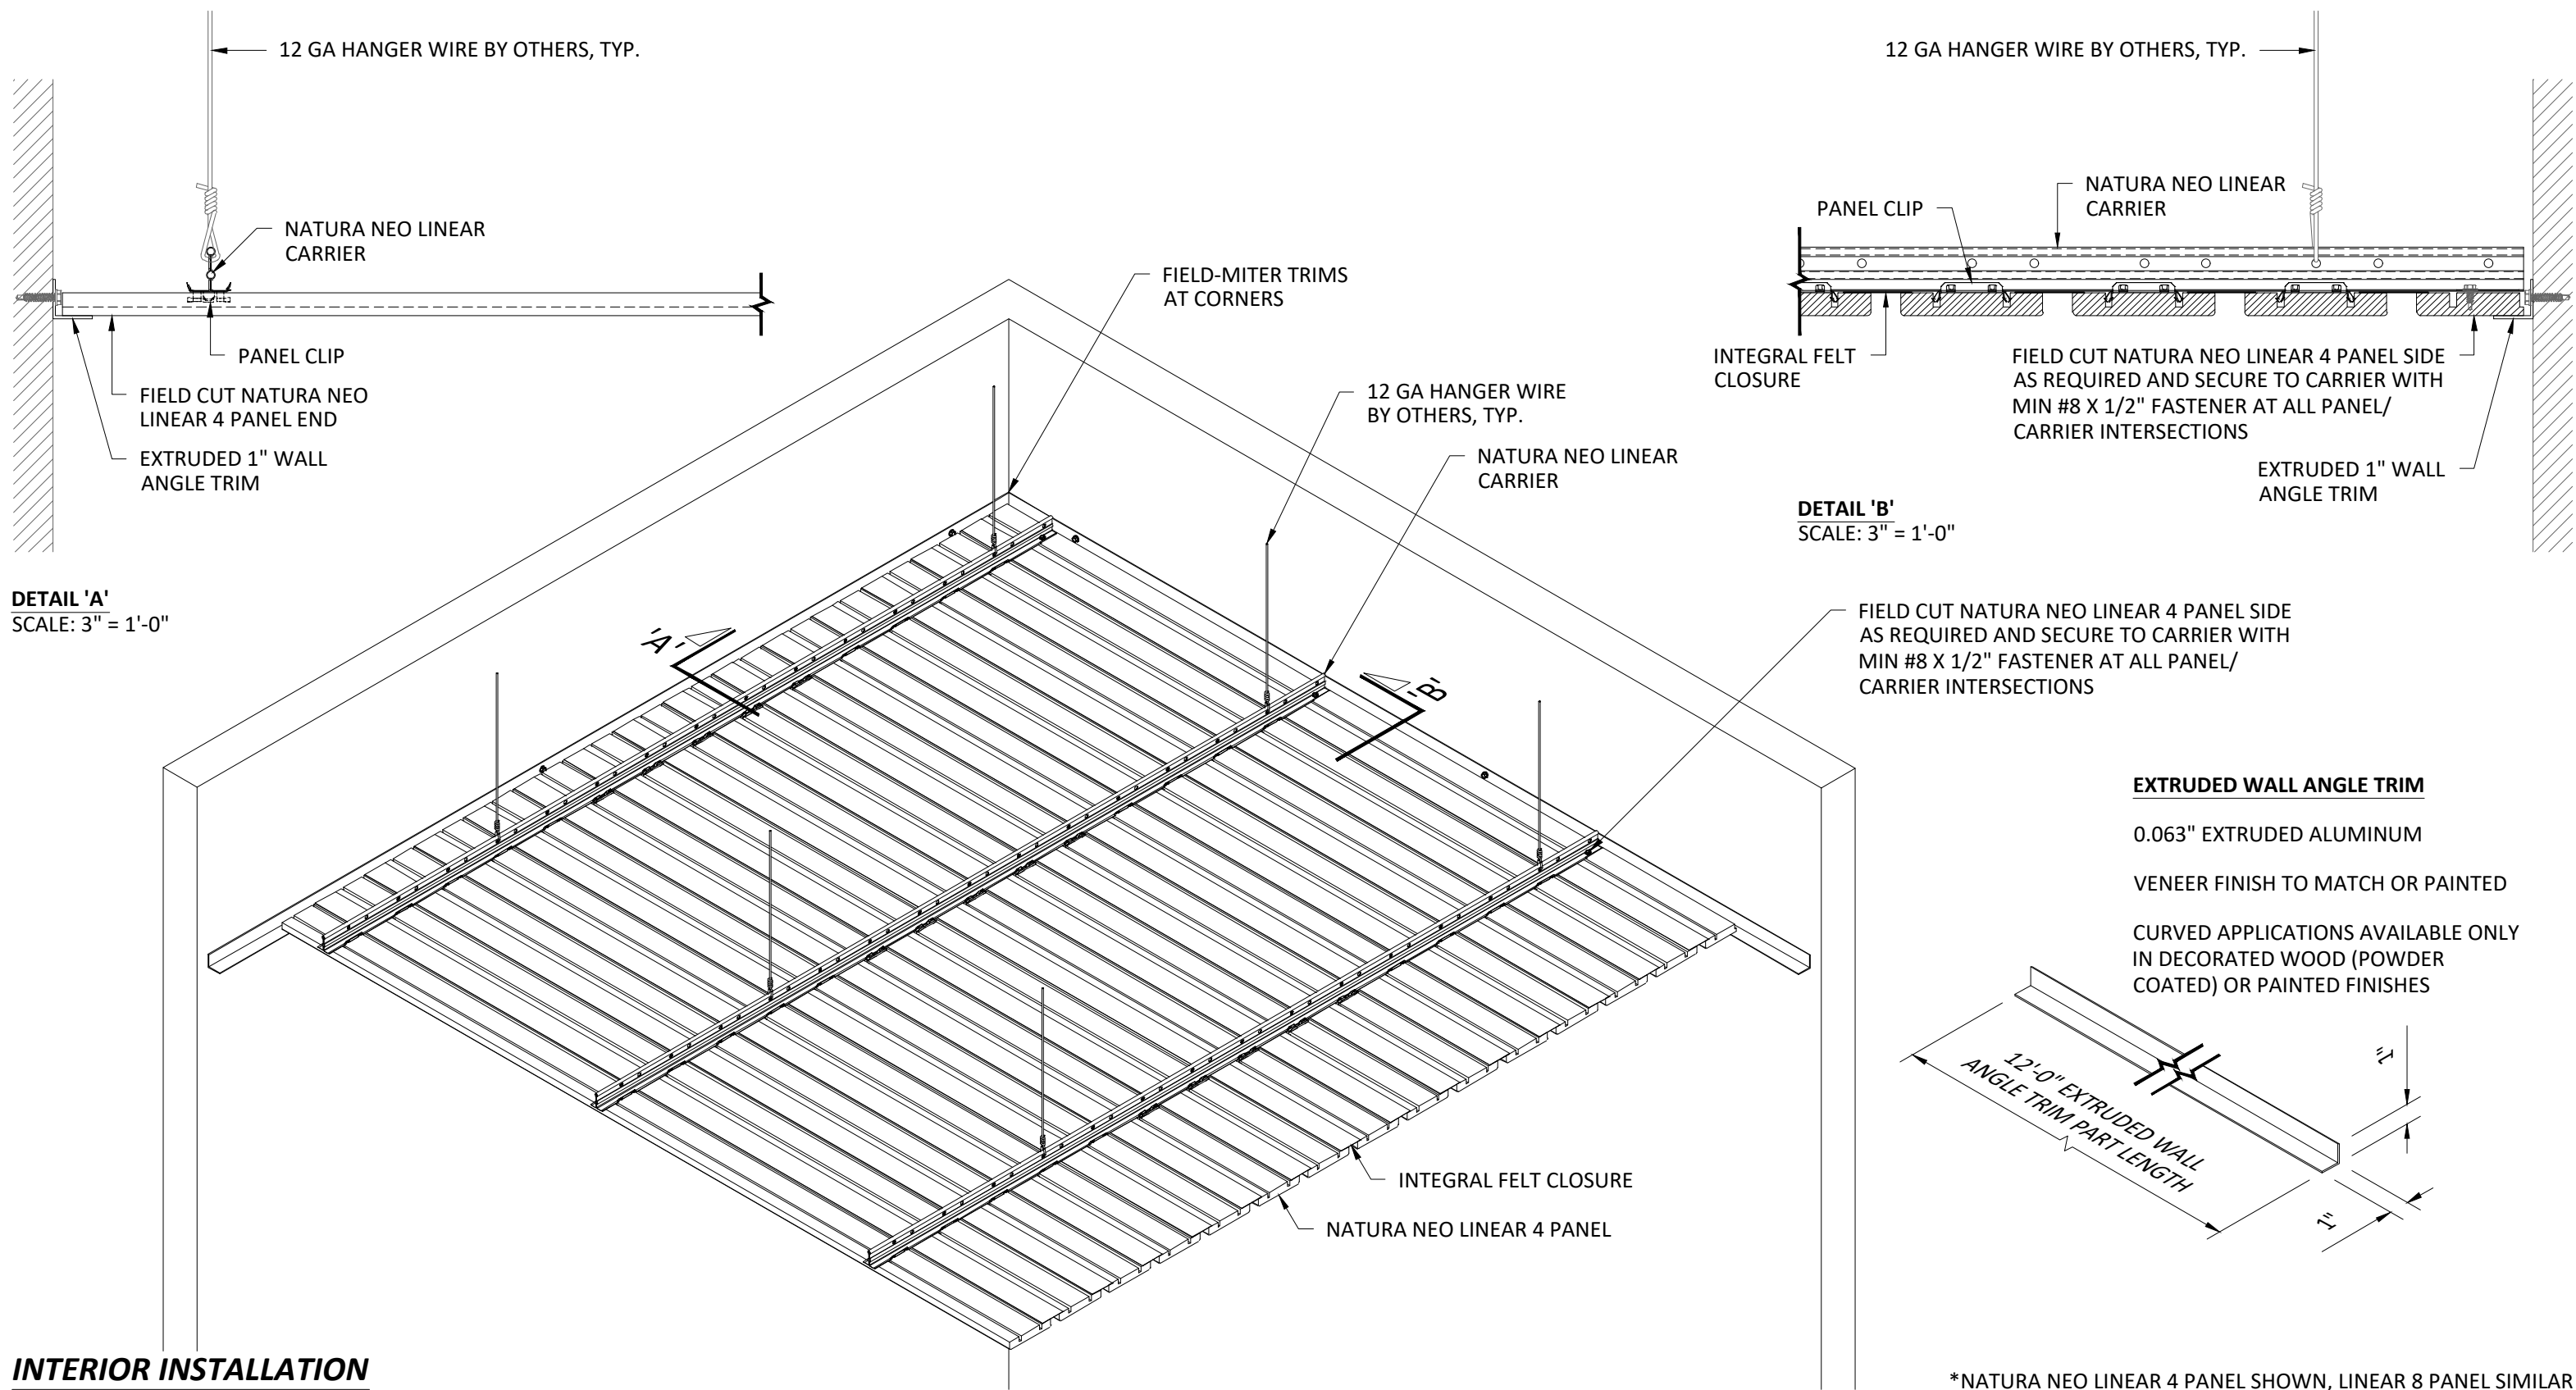 12 GA HANGER WIRE BY OTHERS, TYP.
NATURA NEO LINEAR
CARRIER
PANEL CLIP
FIELD CUT NATURA NEO
LINEAR 4 PANEL END
EXTRUDED 1" WALL
ANGLE TRIM
DETAIL 'A'
SCALE: 3" = 1'-0"
12 GA HANGER WIRE BY OTHERS, TYP.
NATURA NEO LINEAR
CARRIER
PANEL CLIP
INTEGRAL FELT
CLOSURE
FIELD CUT NATURA NEO LINEAR 4 PANEL SIDE
AS REQUIRED AND SECURE TO CARRIER WITH
MIN #8 X 1/2" FASTENER AT ALL PANEL/
CARRIER INTERSECTIONS
EXTRUDED 1" WALL
ANGLE TRIM
DETAIL 'B'
SCALE: 3" = 1'-0"
FIELD-MITER TRIMS
AT CORNERS
12 GA HANGER WIRE
BY OTHERS, TYP.
NATURA NEO LINEAR
CARRIER
'A'
'B'
FIELD CUT NATURA NEO LINEAR 4 PANEL SIDE
AS REQUIRED AND SECURE TO CARRIER WITH
MIN #8 X 1/2" FASTENER AT ALL PANEL/
CARRIER INTERSECTIONS
INTEGRAL FELT CLOSURE
NATURA NEO LINEAR 4 PANEL
EXTRUDED WALL ANGLE TRIM
0.063" EXTRUDED ALUMINUM
VENEER FINISH TO MATCH OR PAINTED
CURVED APPLICATIONS AVAILABLE ONLY
IN DECORATED WOOD (POWDER
COATED) OR PAINTED FINISHES
12'-0" EXTRUDED WALL
ANGLE TRIM PART LENGTH
1"
1"
INTERIOR INSTALLATION
*NATURA NEO LINEAR 4 PANEL SHOWN, LINEAR 8 PANEL SIMILAR